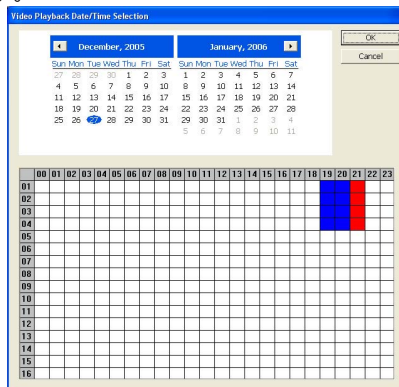 Video Playback Date/Time Selection
OK
Cancel
December, 2005
Sun Mon Tue Wed Thu Fri Sat
27 28 29 30 1 2 3
4 5 6 7 8 9 10
11 12 13 14 15 16 17
18 19 20 21 22 23 24
25 26 27 28 29 30 31
January, 2006
Sun Mon Tue Wed Thu Fri Sat
1 2 3 4 5 6 7
8 9 10 11 12 13 14
15 16 17 18 19 20 21
22 23 24 25 26 27 28
29 30 31 1 2 3 4
5 6 7 8 9 10 11
00 01 02 03 04 05 06 07 08 09 10 11 12 13 14 15 16 17 18 19 20 21 22 23
01
02
03
04
05
06
07
08
09
10
11
12
13
14
15
16